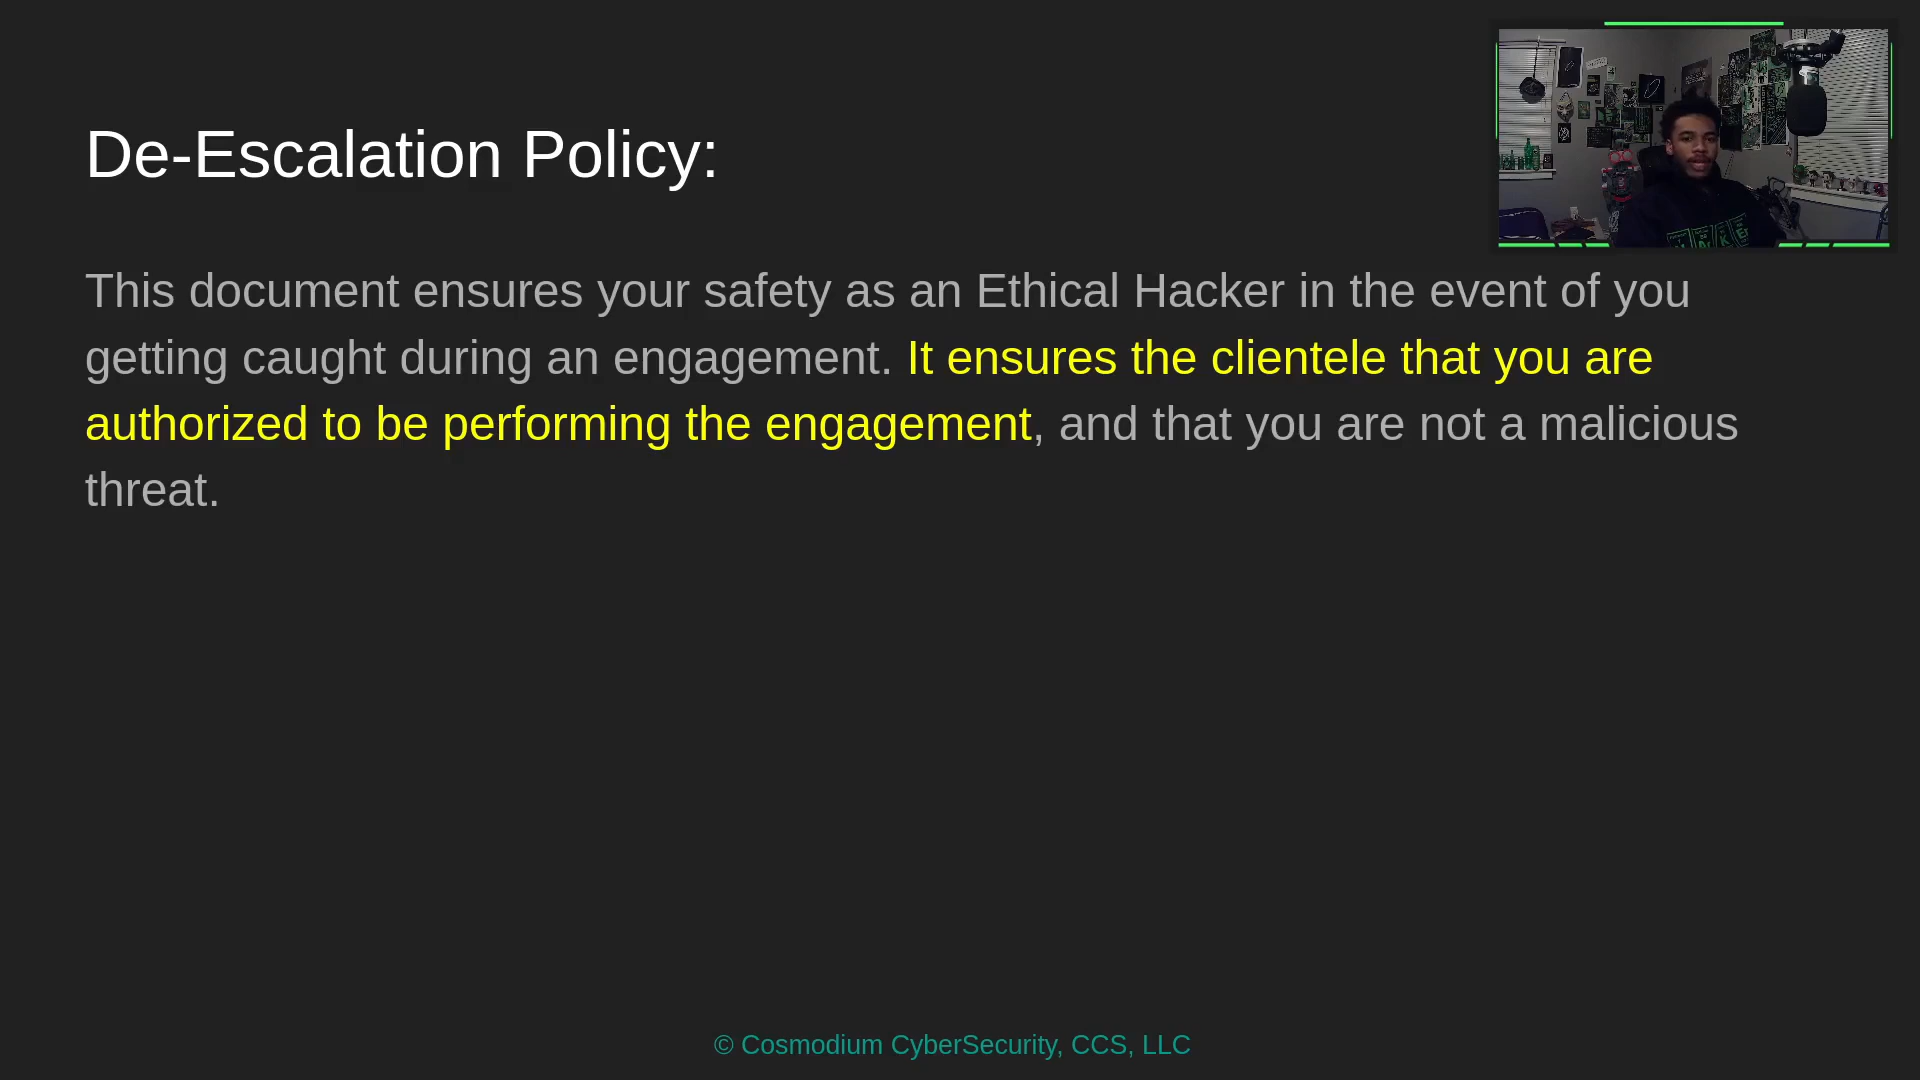 De-Escalation Policy:
This document ensures your safety as an Ethical Hacker in the event of you
getting caught during an engagement. It ensures the clientele that you are
authorized to be performing the engagement, and that you are not a malicious
threat.
© Cosmodium CyberSecurity, CCS, LLC